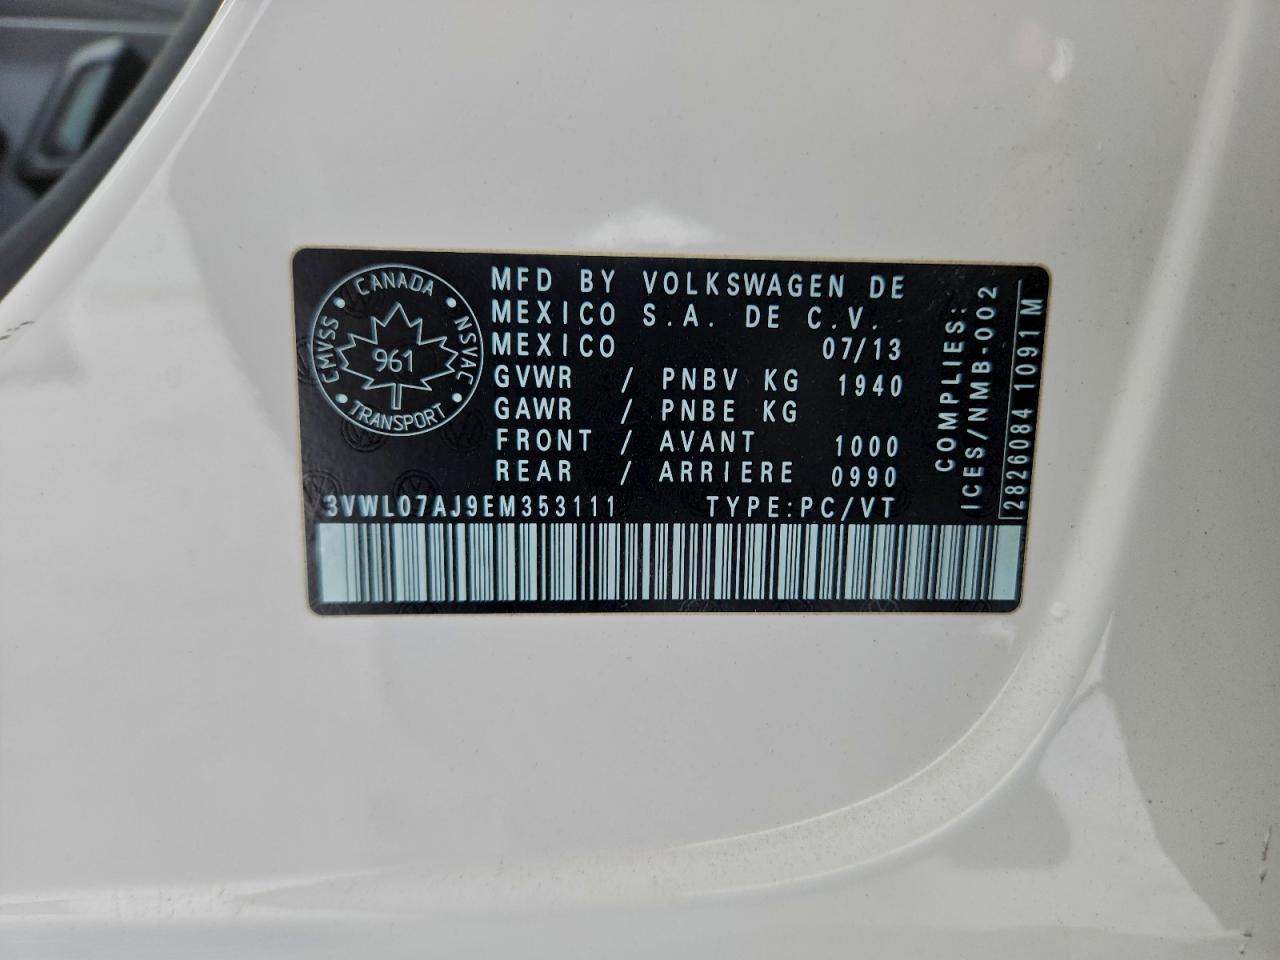 CANADA
CMVSS
NSVAC
961
TRANSPORT
MFD BY VOLKSWAGEN DE
MEXICO S.A. DE C.V.
MEXICO 07/13
GVWR / PNBV KG 1940
GAWR / PNBE KG
FRONT / AVANT 1000
REAR / ARRIERE 0990
3VWL07AJ9EM353111 TYPE:PC/VT
COMPLIES:
ICES/NMB-002
2826084 1091 M